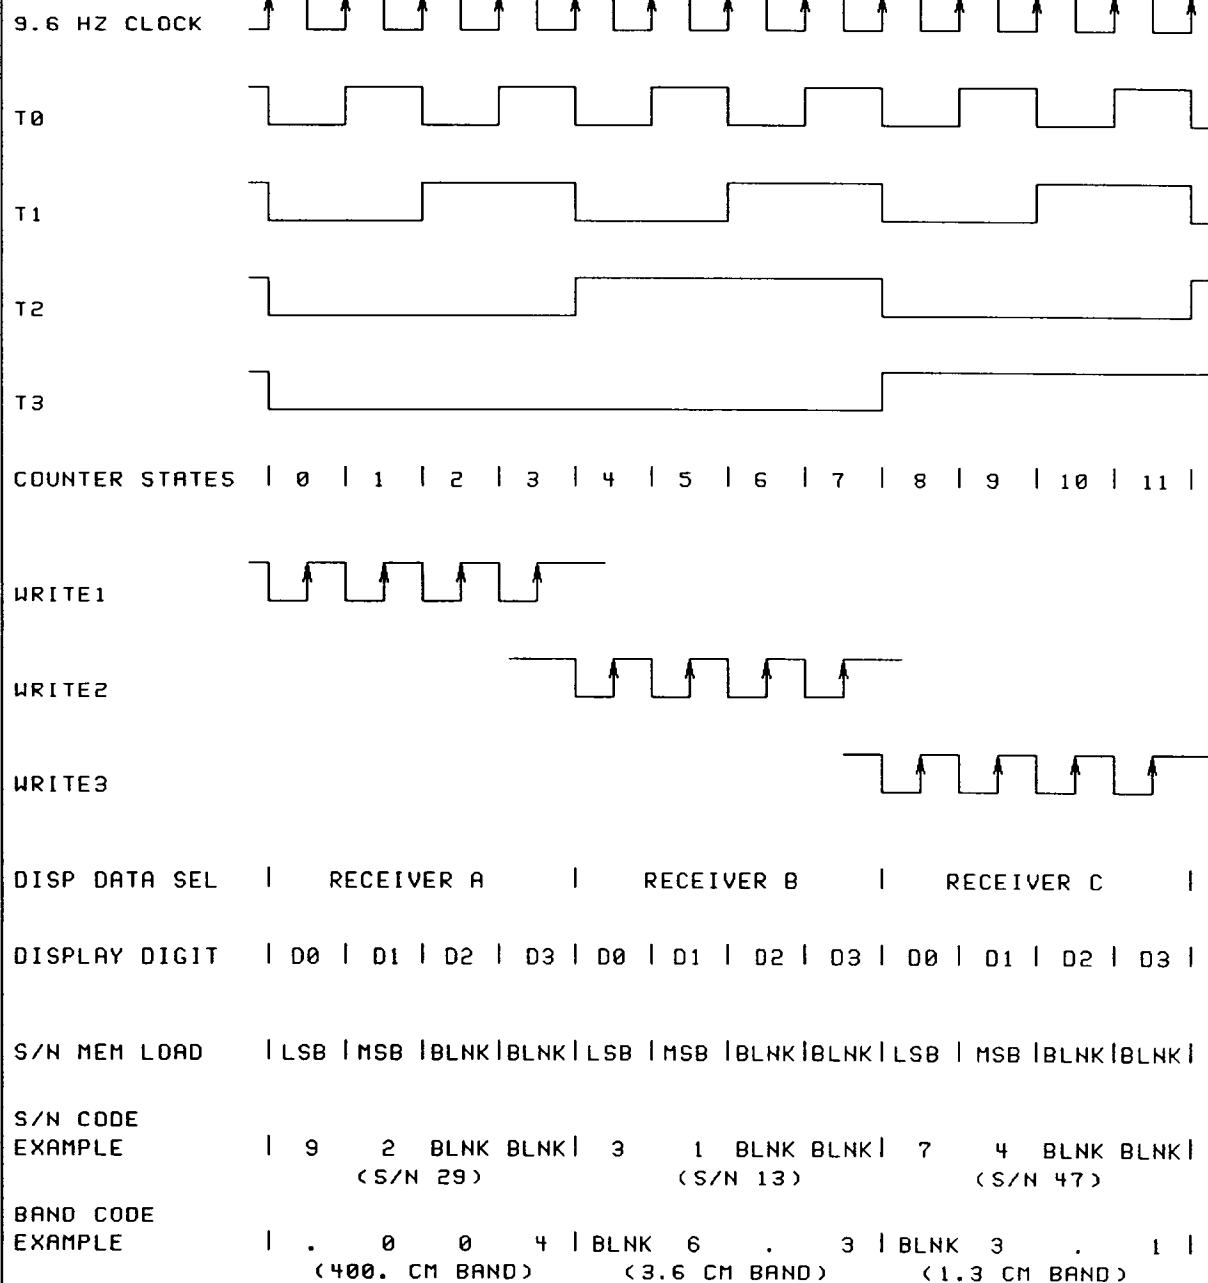 9.6 HZ CLOCK
T0
T1
T2
T3
COUNTER STATES | 0 | 1 | 2 | 3 | 4 | 5 | 6 | 7 | 8 | 9 | 10 | 11 |
WRITE1
WRITE2
WRITE3
DISP DATA SEL | RECEIVER A | RECEIVER B | RECEIVER C |
DISPLAY DIGIT | D0 | D1 | D2 | D3 | D0 | D1 | D2 | D3 | D0 | D1 | D2 | D3 |
S/N MEM LOAD | LSB | MSB | BLNK | BLNK | LSB | MSB | BLNK | BLNK | LSB | MSB | BLNK | BLNK |
S/N CODE
EXAMPLE | 9 2 BLNK BLNK | 3 1 BLNK BLNK | 7 4 BLNK BLNK |
(S/N 29) (S/N 13) (S/N 47)
BAND CODE
EXAMPLE | . 0 0 4 | BLNK 6 . 3 | BLNK 3 . 1 |
(400. CM BAND) (3.6 CM BAND) (1.3 CM BAND)